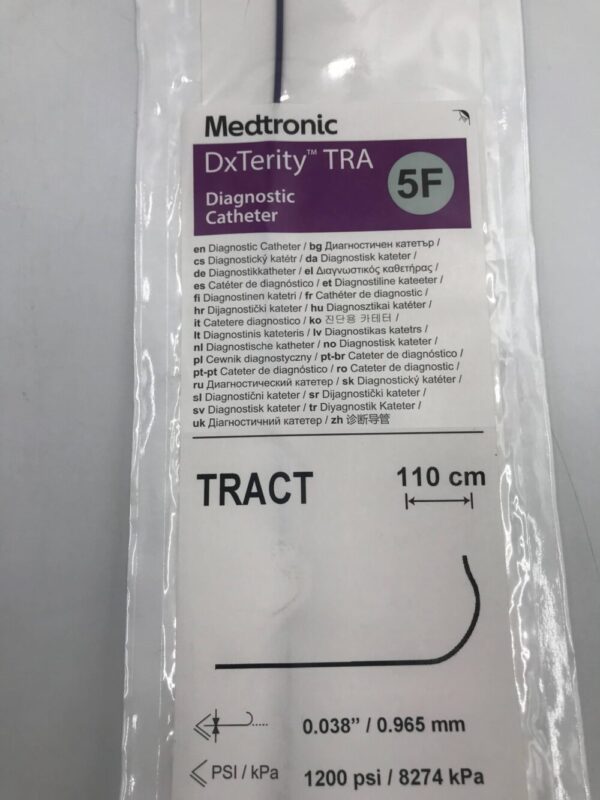 Medtronic
DxTerity™ TRA
5F
Diagnostic
Catheter
en Diagnostic Catheter / bg Диагностичен катетър /
cs Diagnostický katétr / da Diagnostisk kateter /
de Diagnostikkatheter / el Διαγνωστικός καθετήρας /
es Catéter de diagnóstico / et Diagnostiline kateeter /
fi Diagnostinen katetri / fr Cathéter de diagnostic /
hr Dijagnostički kateter / hu Diagnosztikai katéter /
it Catetere diagnostico / ko 진단용 카테터 /
lt Diagnostinis kateteris / lv Diagnostikas katetrs /
nl Diagnostische katheter / no Diagnostisk kateter /
pl Cewnik diagnostyczny / pt-br Cateter de diagnóstico /
pt-pt Cateter de diagnóstico / ro Cateter de diagnostic /
ru Диагностический катетер / sk Diagnostický katéter /
sl Diagnostični kateter / sr Dijagnostički kateter /
sv Diagnostisk kateter / tr Diyagnostik Kateter /
uk Діагностичний катетер / zh 诊断导管
TRACT
110 cm
0.038” / 0.965 mm
PSI / kPa
1200 psi / 8274 kPa